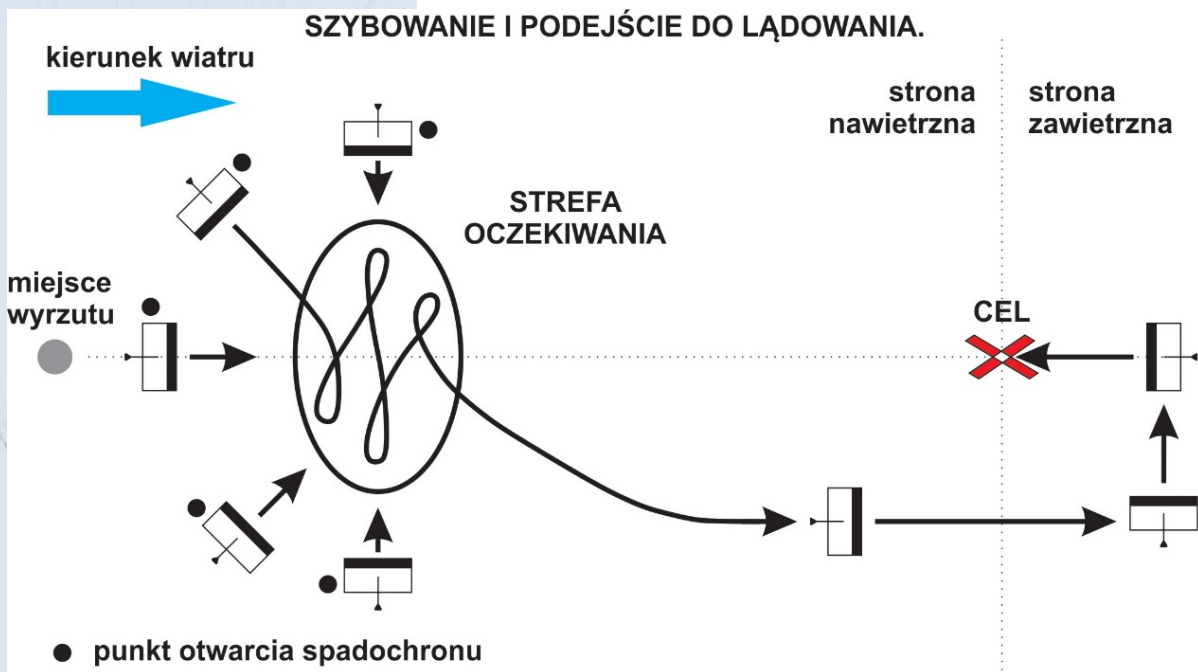 SZYBOWANIE I PODEJŚCIE DO LĄDOWANIA.
kierunek wiatru
strona
nawietrzna
strona
zawietrzna
STREFA
OCZEKIWANIA
miejsce
wyrzutu
CEL
punkt otwarcia spadochronu